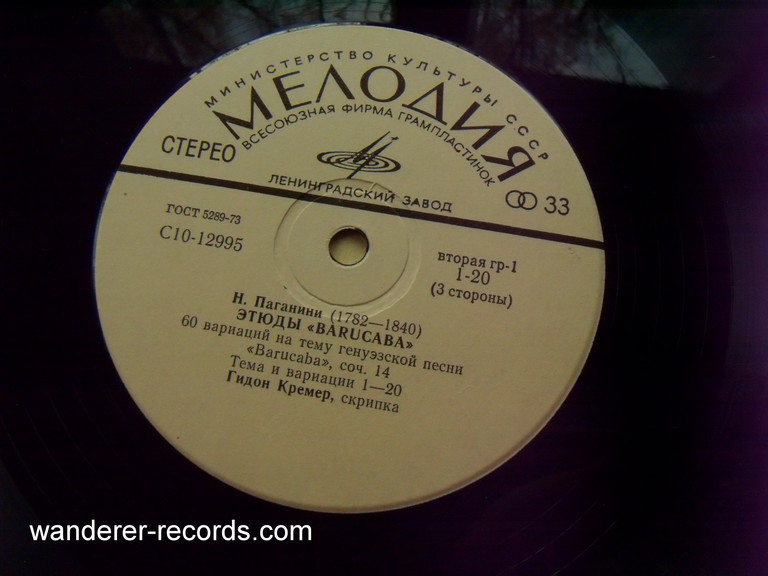 МИНИСТЕРСТВО КУЛЬТУРЫ СССР
МЕЛОДИЯ
ВСЕСОЮЗНАЯ ФИРМА ГРАМПЛАСТИНОК
СТЕРЕО
ЛЕНИНГРАДСКИЙ ЗАВОД
33
ГОСТ 5289-73
С10-12995
вторая гр-1
1-20
(3 стороны)
Н. Паганини (1782—1840)
ЭТЮДЫ «BARUCABA»
60 вариаций на тему генуэзской песни
«Barucaba», соч. 14
Тема и вариации 1—20
Гидон Кремер, скрипка
wanderer-records.com